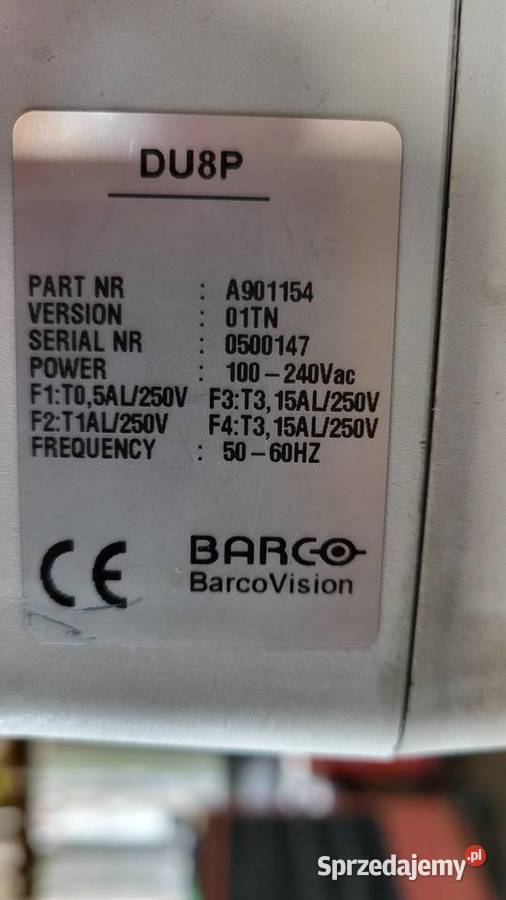 DU8P
PART NR : A901154
VERSION : 01TN
SERIAL NR : 0500147
POWER : 100-240Vac
F1:T0,5AL/250V F3:T3,15AL/250V
F2:T1AL/250V F4:T3,15AL/250V
FREQUENCY : 50-60HZ
CE BARCO
BarcoVision
Sprzedajemy.pl